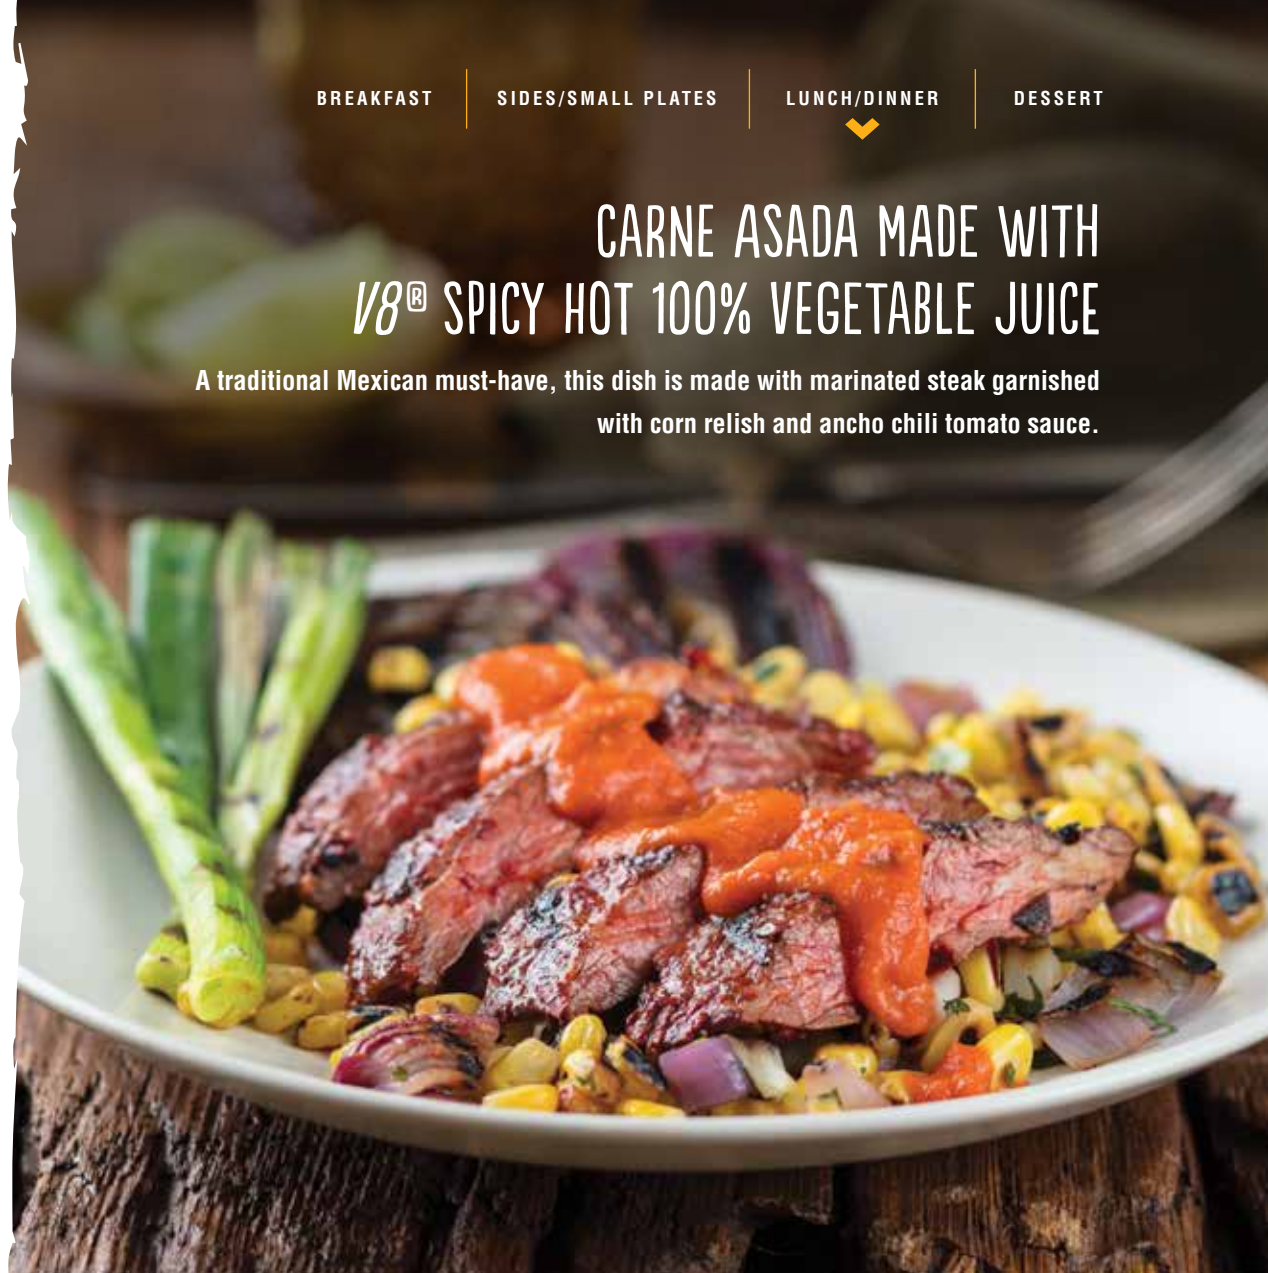 BREAKFAST SIDES/SMALL PLATES LUNCH/DINNER DESSERT
CARNE ASADA MADE WITH
V8® SPICY HOT 100% VEGETABLE JUICE
A traditional Mexican must-have, this dish is made with marinated steak garnished
with corn relish and ancho chili tomato sauce.